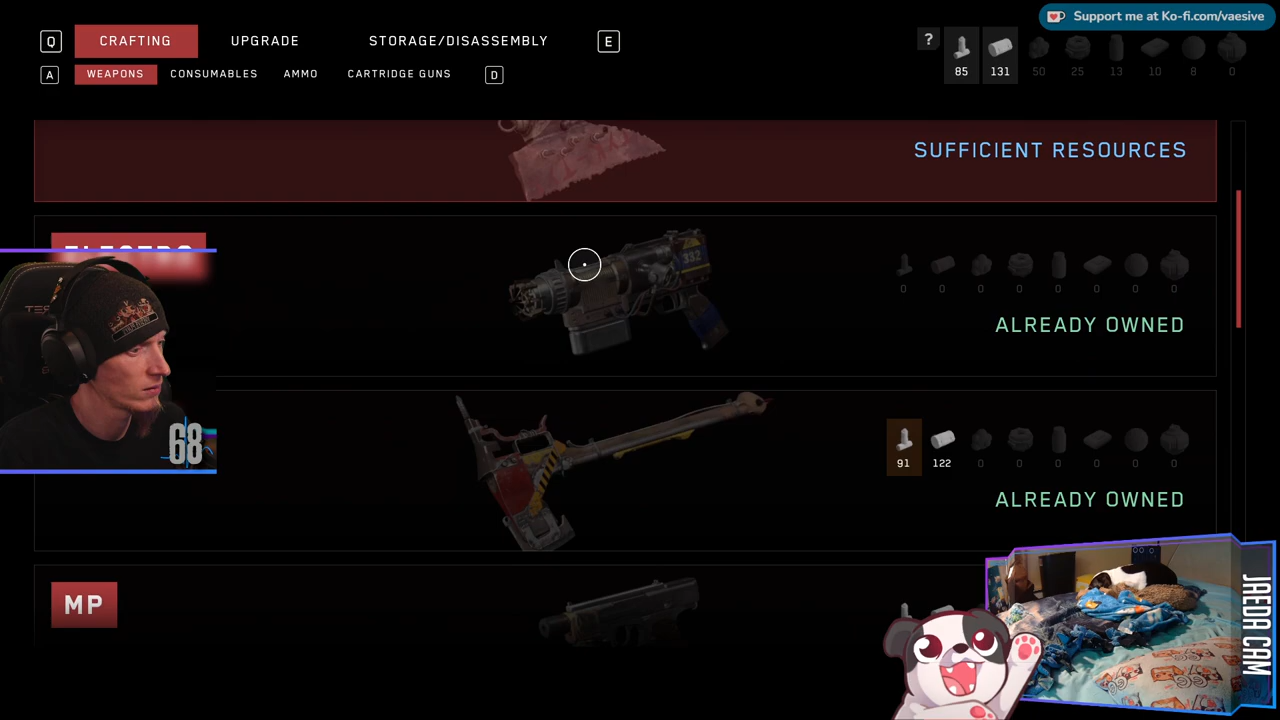 Support me at Ko-fi.com/vaesive
Q CRAFTING UPGRADE STORAGE/DISASSEMBLY E
A WEAPONS CONSUMABLES AMMO CARTRIDGE GUNS D
?
85 131 50 25 13 10 8 0
SUFFICIENT RESOURCES
332
0 0 0 0 0 0 0 0
ALREADY OWNED
91 122 0 0 0 0 0 0
ALREADY OWNED
68
MP
JAEDA CAM